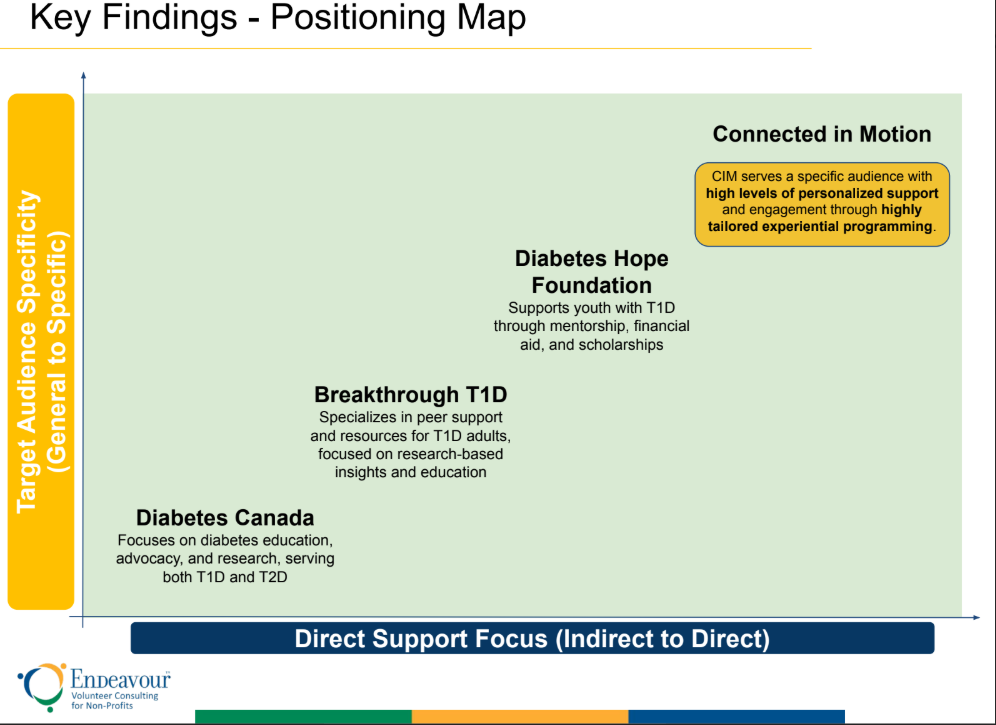 Key Findings - Positioning Map
Target Audience Specificity
(General to Specific)
Connected in Motion
CIM serves a specific audience with
high levels of personalized support
and engagement through highly
tailored experiential programming.
Diabetes Hope
Foundation
Supports youth with T1D
through mentorship, financial
aid, and scholarships
Breakthrough T1D
Specializes in peer support
and resources for T1D adults,
focused on research-based
insights and education
Diabetes Canada
Focuses on diabetes education,
advocacy, and research, serving
both T1D and T2D
Direct Support Focus (Indirect to Direct)
Endeavour
Volunteer Consulting
for Non-Profits